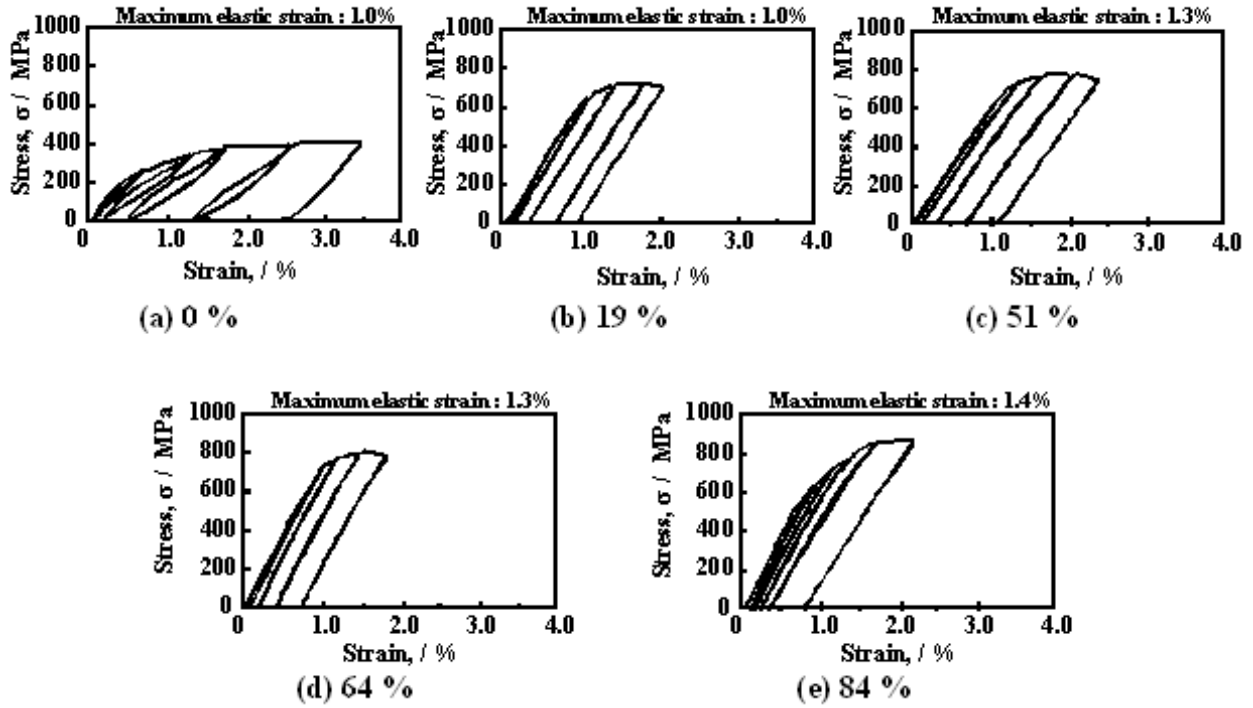 Maximum elastic strain : 1.0%
1000
800
600
400
200
0
0 1.0 2.0 3.0 4.0
Stress, σ / MPa
Strain, / %
(a) 0 %
Maximum elastic strain : 1.0%
1000
800
600
400
200
0
0 1.0 2.0 3.0 4.0
Stress, σ / MPa
Strain, / %
(b) 19 %
Maximum elastic strain : 1.3%
1000
800
600
400
200
0
0 1.0 2.0 3.0 4.0
Stress, σ / MPa
Strain, / %
(c) 51 %
Maximum elastic strain : 1.3%
1000
800
600
400
200
0
0 1.0 2.0 3.0 4.0
Stress, σ / MPa
Strain, / %
(d) 64 %
Maximum elastic strain : 1.4%
1000
800
600
400
200
0
0 1.0 2.0 3.0 4.0
Stress, σ / MPa
Strain, / %
(e) 84 %